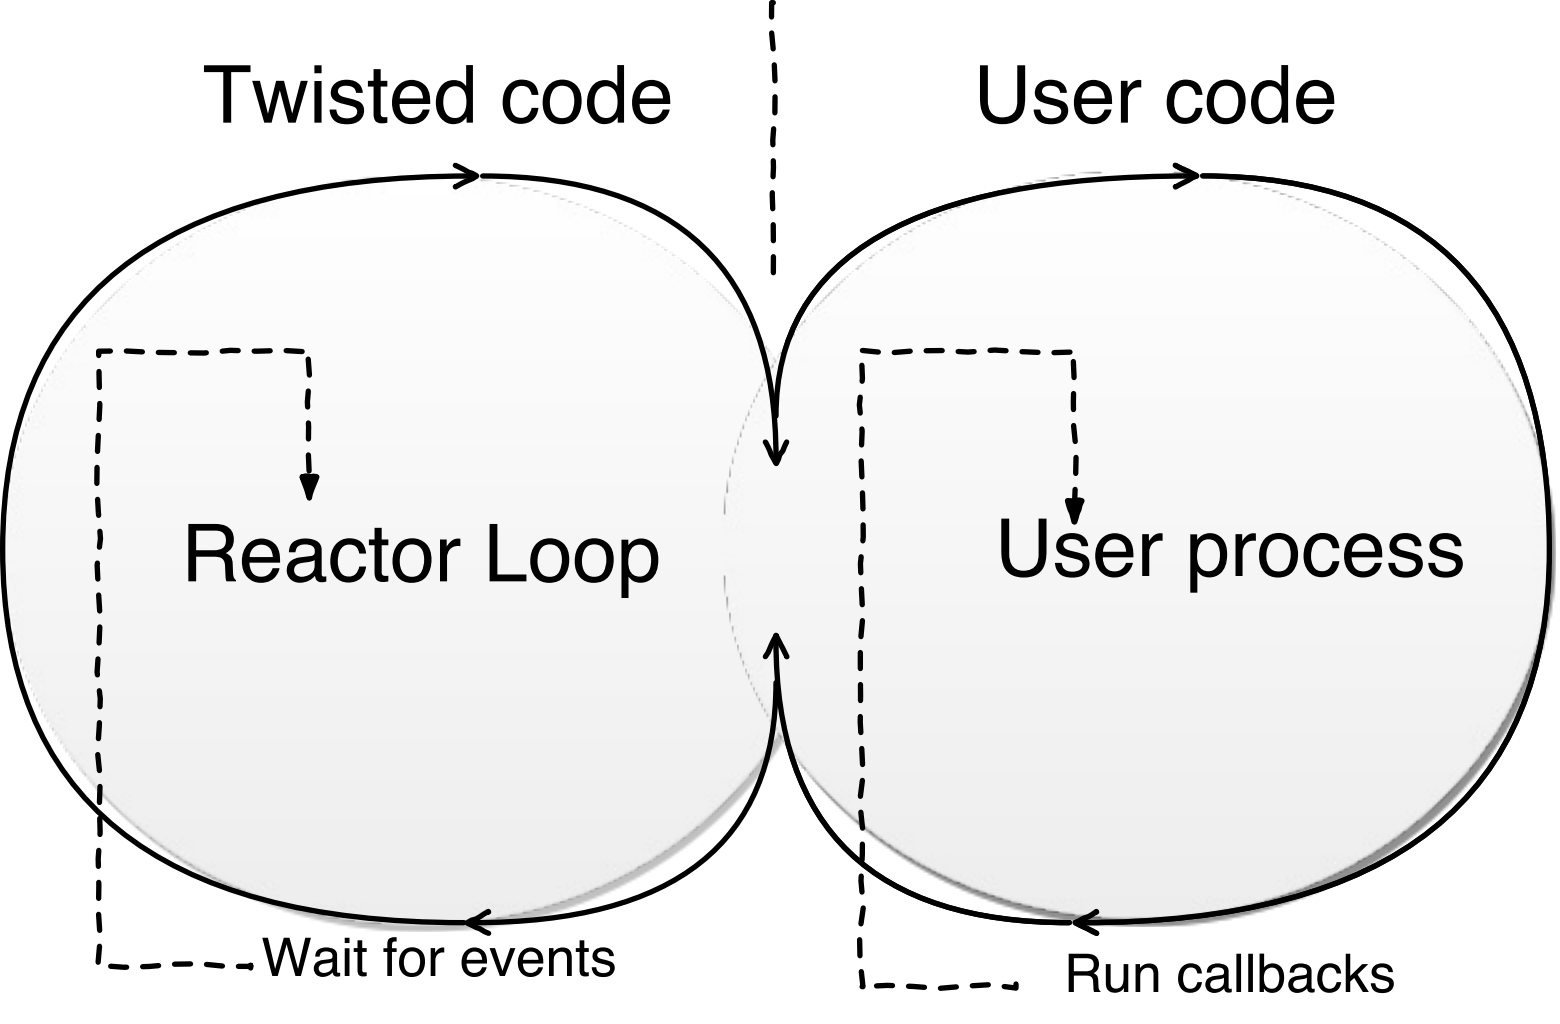 Twisted code
User code
Reactor Loop
User process
Wait for events
Run callbacks